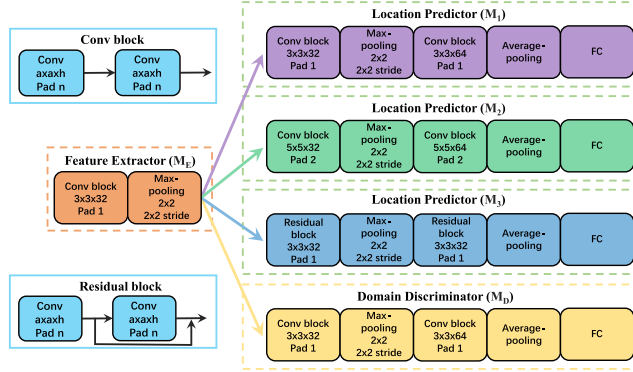 Conv block
Conv
axaxh
Pad n
Conv
axaxh
Pad n
Feature Extractor (M_E)
Conv block
3x3x32
Pad 1
Max-
pooling
2x2
2x2 stride
Residual block
Conv
axaxh
Pad n
Conv
axaxh
Pad n
Location Predictor (M_1)
Conv block
3x3x32
Pad 1
Max-
pooling
2x2
2x2 stride
Conv block
3x3x64
Pad 1
Average-
pooling
FC
Location Predictor (M_2)
Conv block
5x5x32
Pad 2
Max-
pooling
2x2
2x2 stride
Conv block
5x5x64
Pad 2
Average-
pooling
FC
Location Predictor (M_3)
Residual
block
3x3x32
Pad 1
Max-
pooling
2x2
2x2 stride
Residual
block
3x3x32
Pad 1
Average-
pooling
FC
Domain Discriminator (M_D)
Conv block
3x3x32
Pad 1
Max-
pooling
2x2
2x2 stride
Conv block
3x3x64
Pad 1
Average-
pooling
FC